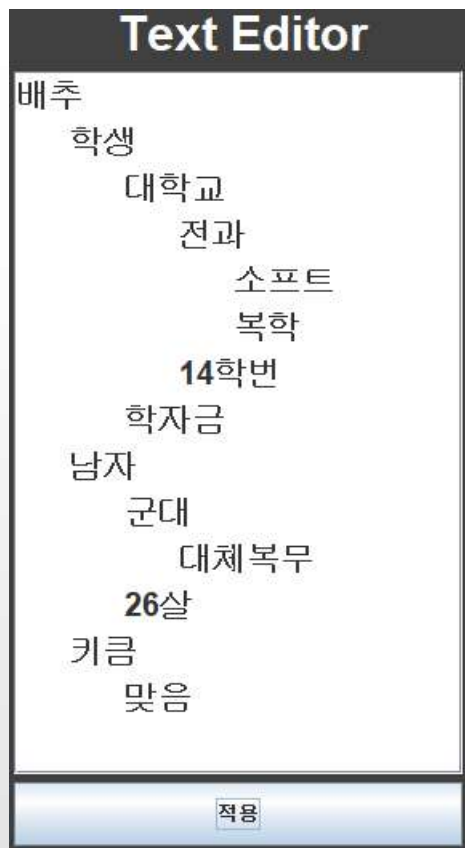 Text Editor
배추
학생
대학교
전과
소프트
복학
14학번
학자금
남자
군대
대체복무
26살
키큼
맞음
적용